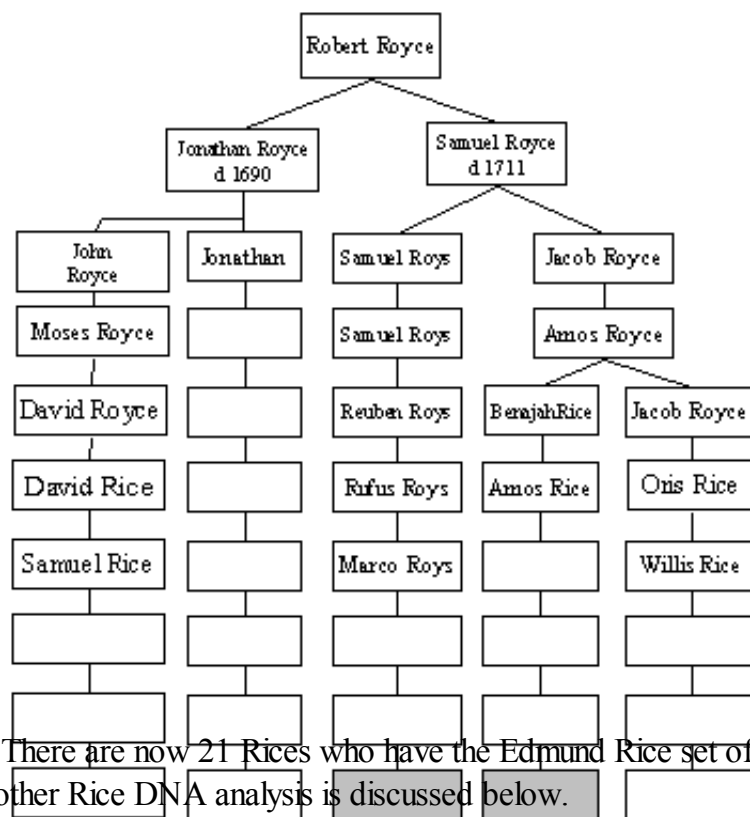 Robert Royce
Jonathan Royce
d 1690
Samuel Royce
d 1711
John
Royce
Jonathan
Samuel Roys
Jacob Royce
Moses Royce
Samuel Roys
Amos Royce
David Royce
Reuben Roys
BenajahRice
Jacob Royce
David Rice
Rufus Roys
Amos Rice
Oris Rice
Samuel Rice
Marco Roys
Willis Rice
There are now 21 Rices who have the Edmund Rice set of
other Rice DNA analysis is discussed below.